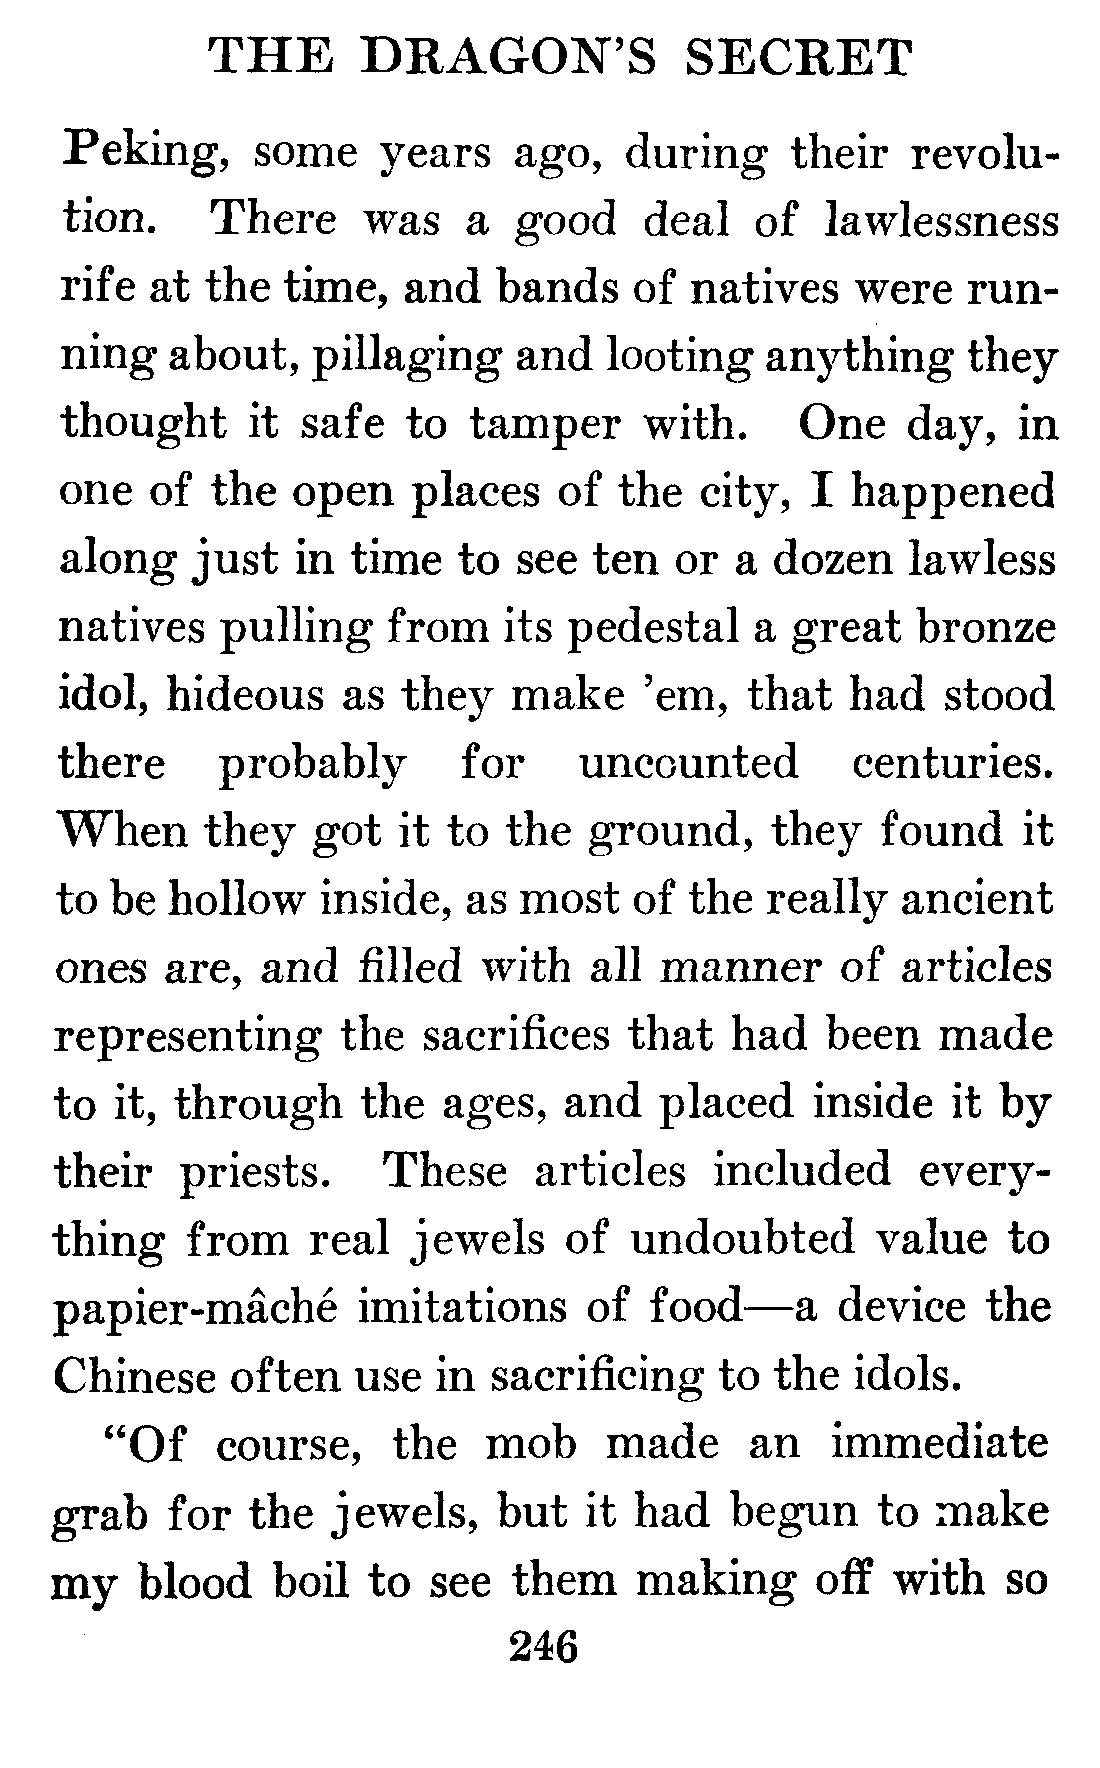 THE DRAGON'S SECRET
Peking, some years ago, during their revolu-
tion. There was a good deal of lawlessness
rife at the time, and bands of natives were run-
ning about, pillaging and looting anything they
thought it safe to tamper with. One day, in
one of the open places of the city, I happened
along just in time to see ten or a dozen lawless
natives pulling from its pedestal a great bronze
idol, hideous as they make 'em, that had stood
there probably for uncounted centuries.
When they got it to the ground, they found it
to be hollow inside, as most of the really ancient
ones are, and filled with all manner of articles
representing the sacrifices that had been made
to it, through the ages, and placed inside it by
their priests. These articles included every-
thing from real jewels of undoubted value to
papier-mâché imitations of food—a device the
Chinese often use in sacrificing to the idols.
“Of course, the mob made an immediate
grab for the jewels, but it had begun to make
my blood boil to see them making off with so
246